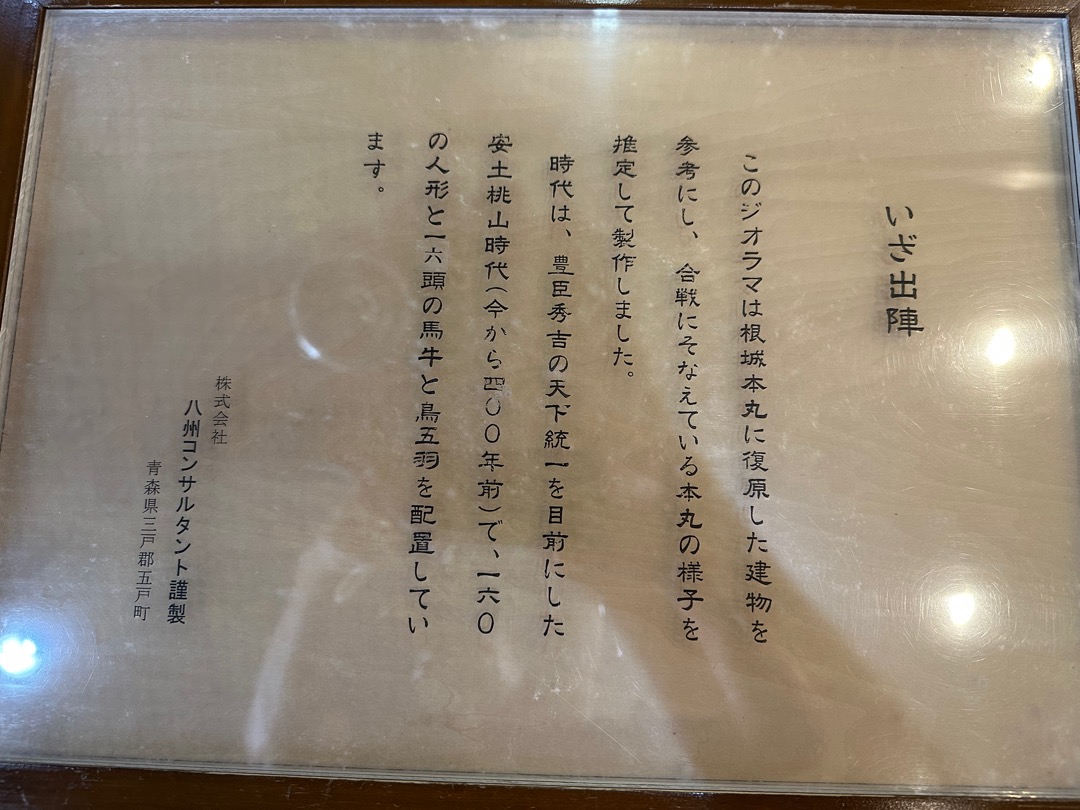 いざ出陣
このジオラマは根城本丸に復原した建物を
参考にし、合戦にそなえている本丸の様子を
推定して製作しました。
時代は、豊臣秀吉の天下統一を目前にした
安土桃山時代(今から四〇〇年前)で、一六〇
の人形と一六頭の馬牛と鳥五羽を配置してい
ます。
株式会社
八州コンサルタント謹製
青森県三戸郡五戸町